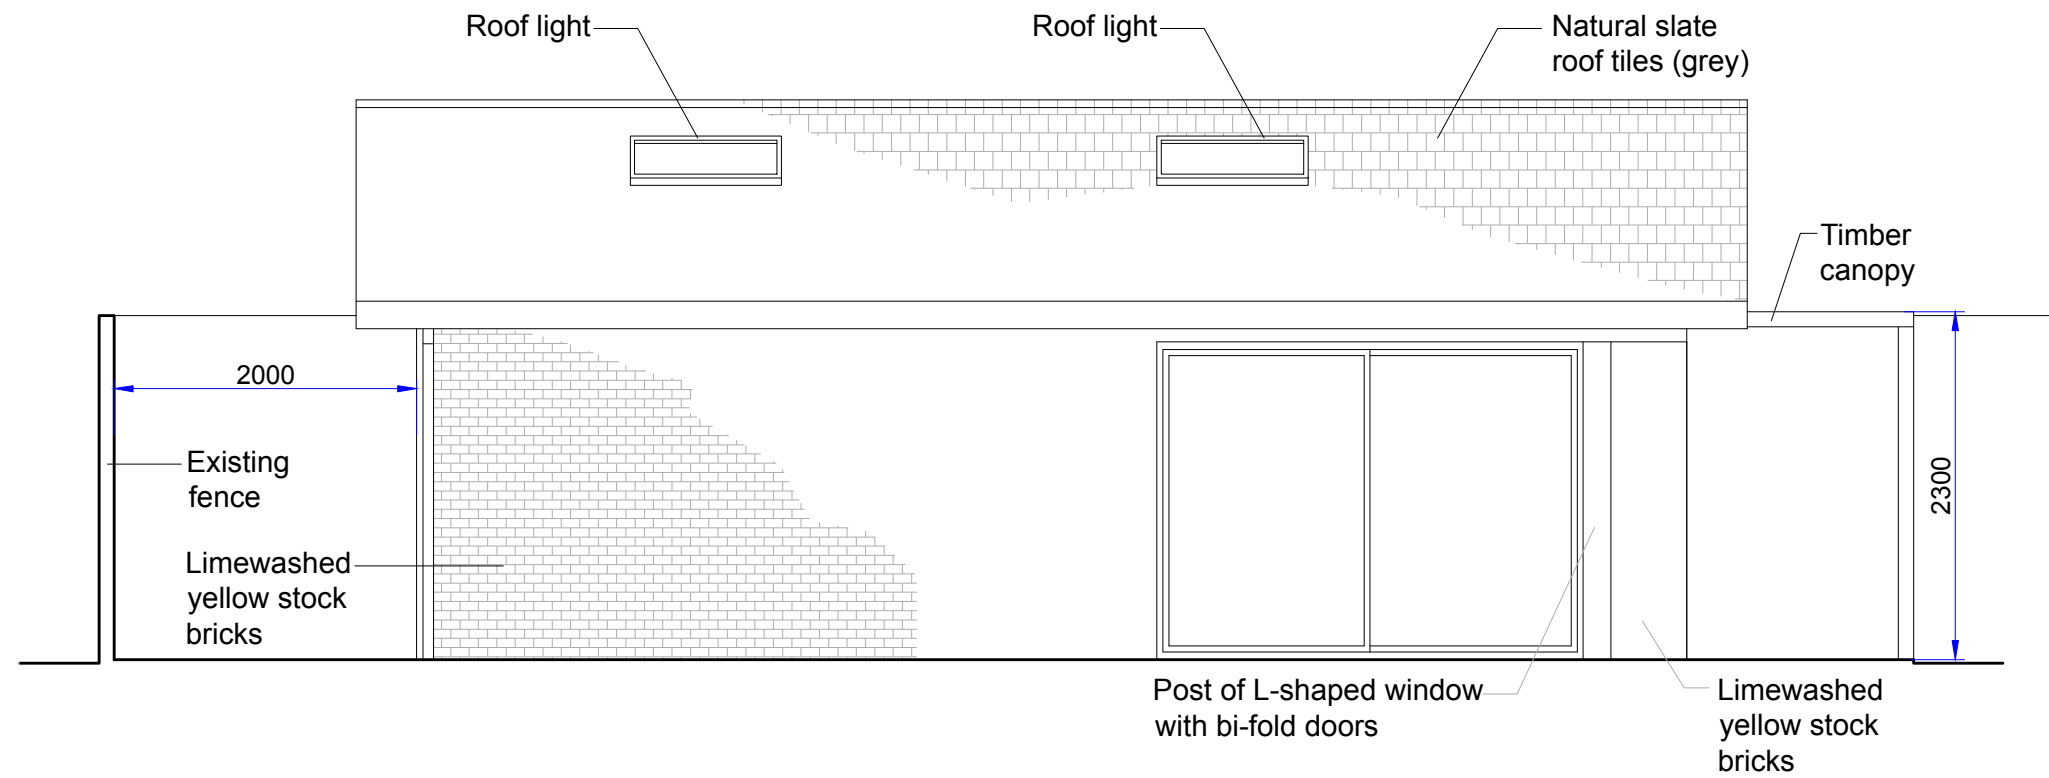 Roof light
Roof light
Natural slate
roof tiles (grey)
Timber
canopy
2000
Existing
fence
2300
Limewashed
yellow stock
bricks
Post of L-shaped window
with bi-fold doors
Limewashed
yellow stock
bricks